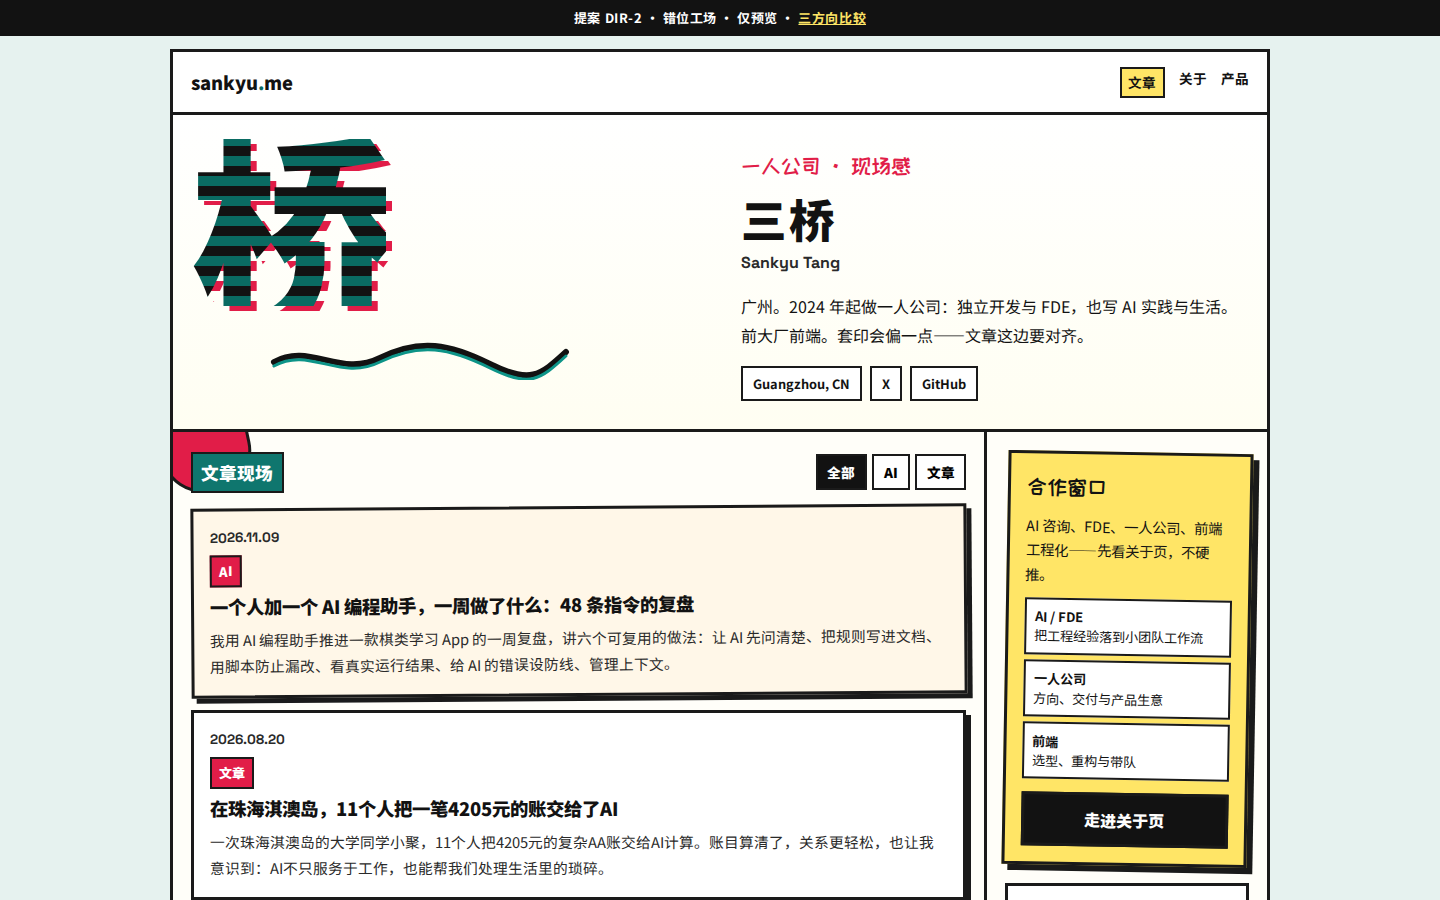 提案 DIR-2 · 错位工场 · 仅预览 · 三方向比较
sankyu.me
文章 关于 产品
桥
一人公司 · 现场感
三桥
Sankyu Tang
广州。2024 年起做一人公司：独立开发与 FDE，也写 AI 实践与生活。
前大厂前端。套印会偏一点——文章这边要对齐。
Guangzhou, CN X GitHub
文章现场
全部 AI 文章
2026.11.09
AI
一个人加一个 AI 编程助手，一周做了什么：48 条指令的复盘
我用 AI 编程助手推进一款棋类学习 App 的一周复盘，讲六个可复用的做法：让 AI 先问清楚、把规则写进文档、
用脚本防止漏改、看真实运行结果、给 AI 的错误设防线、管理上下文。
2026.08.20
文章
在珠海淇澳岛，11个人把一笔4205元的账交给了AI
一次珠海淇澳岛的大学同学小聚，11个人把4205元的复杂AA账交给AI计算。账目算清了，关系更轻松，也让我
意识到：AI不只服务于工作，也能帮我们处理生活里的琐碎。
合作窗口
AI 咨询、FDE、一人公司、前端
工程化——先看关于页，不硬
推。
AI / FDE
把工程经验落到小团队工作流
一人公司
方向、交付与产品生意
前端
选型、重构与带队
走进关于页